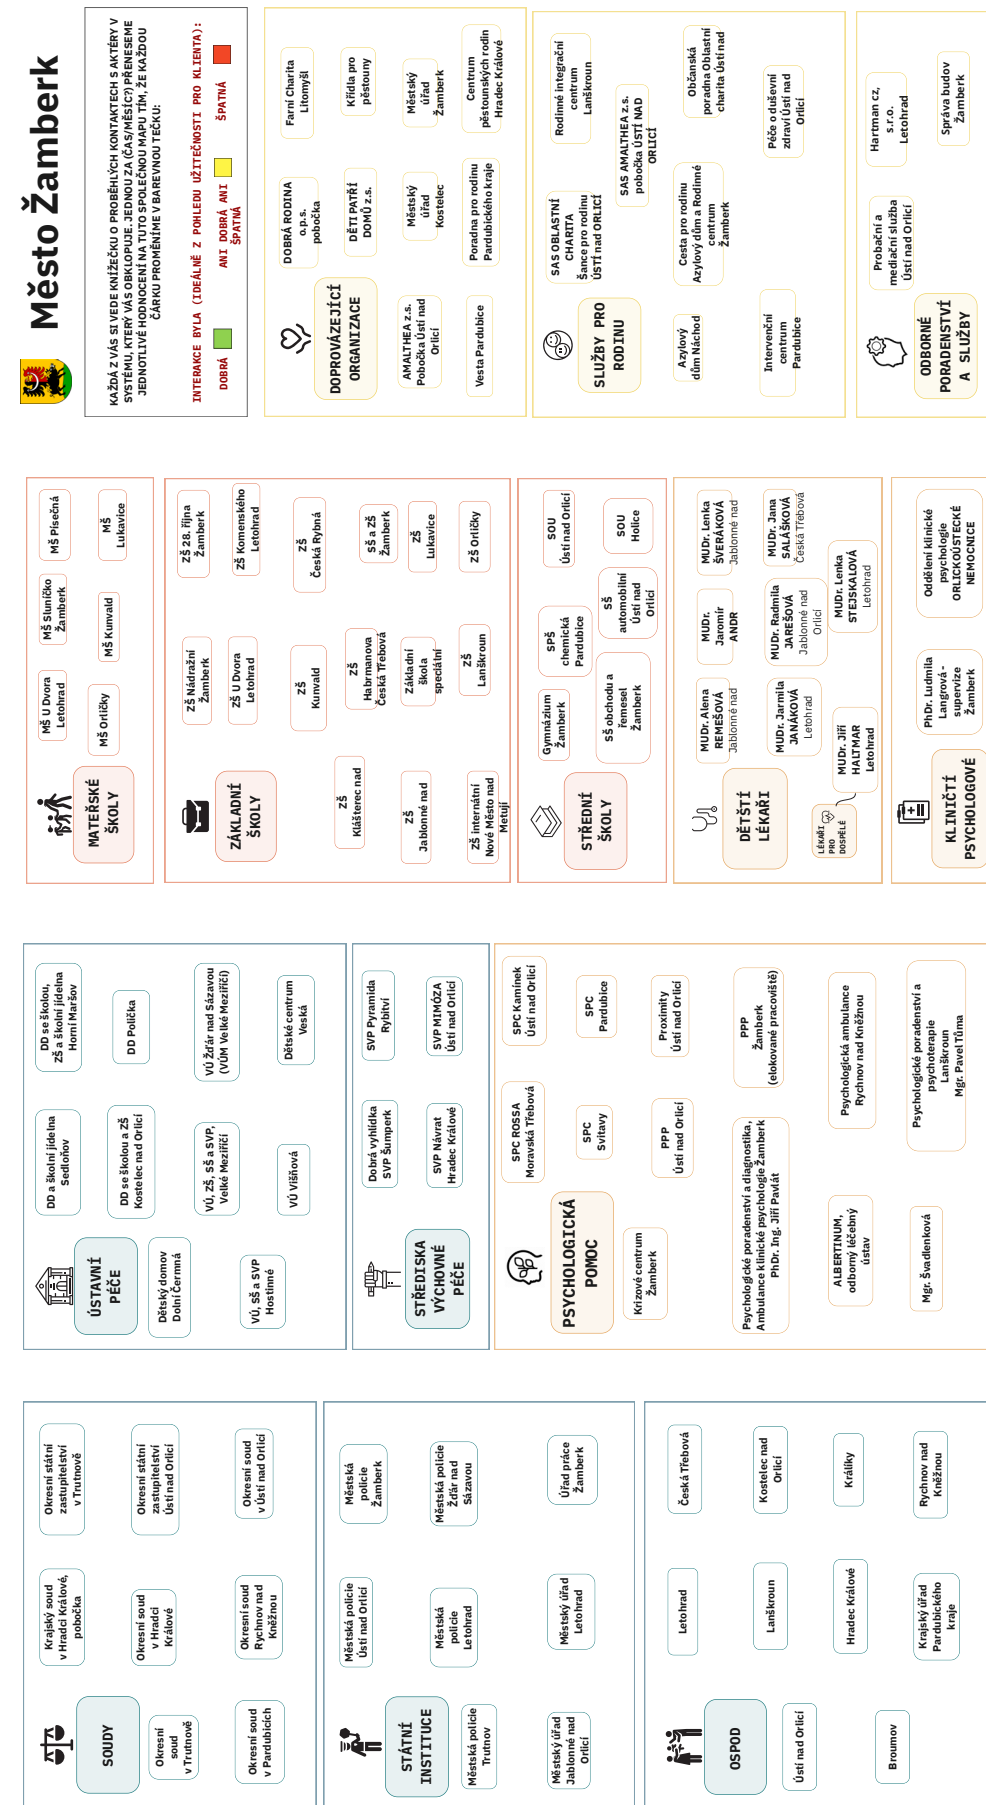 Město Žamberk
KAŽDÁ Z VÁS SI VEDE KNÍŽEČKU O PROBĚHLÝCH KONTAKTECH S AKTÉRY V
SYSTÉMU, KTERÝ VÁS OBKLOPUJE. JEDNOU ZA (ČAS/MĚSÍC?) PŘENESEME
JEDNOTLIVÉ HODNOCENÍ NA TUTO SPOLEČNOU MAPU TÍM, ŽE KAŽDOU
ČÁRKU PROMĚNÍME V BAREVNOU TEČKU:
INTERAKCE BYLA (IDEÁLNĚ Z POHLEDU UŽITEČNOSTI PRO KLIENTA):
DOBRÁ
ANI DOBRÁ ANI
ŠPATNÁ
ŠPATNÁ
DOPROVÁZEJÍCÍ
ORGANIZACE
DOBRÁ RODINA
o.p.s.
pobočka
Farní Charita
Litomyšl
DĚTI PATŘÍ
DOMŮ z.s.
Křídla pro
pěstouny
AMALTHEA z.s.
Pobočka Ústí nad
Orlicí
Městský
úřad
Kostelec
Městský
úřad
Žamberk
Vesta Pardubice
Poradna pro rodinu
Pardubického kraje
Centrum
pěstounských rodin
Hradec Králové
SLUŽBY PRO
RODINU
SAS OBLASTNÍ
CHARITA
Šance pro rodinu
ÚSTÍ nad ORLICÍ
Rodinné integrační
centrum
Lanškroun
SAS AMALTHEA z.s.
pobočka ÚSTÍ NAD
ORLICÍ
Azylový
dům Náchod
Cesta pro rodinu
Azylový dům a Rodinné
centrum
Žamberk
Občanská
poradna Oblastní
charita Ústí nad
Intervenční
centrum
Pardubice
Péče o duševní
zdraví Ústí nad
Orlicí
ODBORNÉ
PORADENSTVÍ
A SLUŽBY
Probační a
mediační služba
Ústí nad Orlicí
Hartman cz,
s.r.o.
Letohrad
Správa budov
Žamberk
MATEŘSKÉ
ŠKOLY
MŠ U Dvora
Letohrad
MŠ Sluníčko
Žamberk
MŠ Písečná
MŠ Orličky
MŠ Kunvald
MŠ
Lukavice
ZÁKLADNÍ
ŠKOLY
ZŠ Nádražní
Žamberk
ZŠ 28. října
Žamberk
ZŠ U Dvora
Letohrad
ZŠ Komenského
Letohrad
ZŠ
Kunvald
ZŠ
Česká Rybná
ZŠ
Klášterec nad
ZŠ
Habrmanova
Česká Třebová
SŠ a ZŠ
Žamberk
ZŠ
Jablonné nad
Základní
škola
speciální
ZŠ
Lukavice
ZŠ internátní
Nové Město nad
Metují
ZŠ
Lanškroun
ZŠ Orličky
STŘEDNÍ
ŠKOLY
Gymnázium
Žamberk
SPŠ
chemická
Pardubice
SOU
Ústí nad Orlicí
SŠ obchodu a
řemesel
Žamberk
SŠ
automobilní
Ústí nad
Orlicí
SOU
Holice
DĚTŠTÍ
LÉKAŘI
MUDr. Alena
REMEŠOVÁ
Jablonné nad
MUDr.
Jaromír
ANDR
MUDr. Lenka
ŠVERÁKOVÁ
Jablonné nad
MUDr. Jarmila
JANÁKOVÁ
Letohrad
MUDr. Radmila
JAREŠOVÁ
Jablonné nad
Orlicí
MUDr. Jana
SALÁŠKOVÁ
Česká Třebová
LÉKAŘI
PRO
DOSPĚLÉ
MUDr. Jiří
HALTMAR
Letohrad
MUDr. Lenka
STEJSKALOVÁ
Letohrad
KLINIČTÍ
PSYCHOLOGOVÉ
PhDr. Ludmila
Langrová -
supervize
Žamberk
Oddělení klinické
psychologie
ORLICKOÚSTECKÉ
NEMOCNICE
ÚSTAVNÍ
PÉČE
DD a školní jídelna
Sedloňov
DD se školou,
ZŠ a školní jídelna
Horní Maršov
Dětský domov
Dolní Čermná
DD se školou a ZŠ
Kostelec nad Orlicí
DD Polička
VÚ, ZŠ, SŠ a SVP,
Velké Meziříčí
VÚ Žďár nad Sázavou
(VÚM Velké Meziříčí)
VÚ, SŠ a SVP
Hostinné
VÚ Višňová
Dětské centrum
Veská
STŘEDISKA
VÝCHOVNÉ
PÉČE
Dobrá vyhlídka
SVP Šumperk
SVP Pyramida
Rybitví
SVP Návrat
Hradec Králové
SVP MIMÓZA
Ústí nad Orlicí
PSYCHOLOGICKÁ
POMOC
SPC ROSSA
Moravská Třebová
SPC Kamínek
Ústí nad Orlicí
SPC
Svitavy
SPC
Pardubice
Krizové centrum
Žamberk
PPP
Ústí nad Orlicí
Proximity
Ústí nad Orlicí
Psychologické poradenství a diagnostika,
Ambulance klinické psychologie Žamberk
PhDr. Ing. Jiří Pavlát
PPP
Žamberk
(elokované pracoviště)
ALBERTINUM,
odborný léčebný
ústav
Psychologická ambulance
Rychnov nad Kněžnou
Mgr. Švadlenková
Psychologické poradenství a
psychoterapie
Lanškroun
Mgr. Pavel Tůma
SOUDY
Krajský soud
v Hradci Králové,
pobočka
Okresní státní
zastupitelství
v Trutnově
Okresní
soud
v Trutnově
Okresní soud
v Hradci
Králové
Okresní státní
zastupitelství
Ústí nad Orlicí
Okresní soud
v Pardubicích
Okresní soud
Rychnov nad
Kněžnou
Okresní soud
v Ústí nad Orlicí
STÁTNÍ
INSTITUCE
Městská policie
Ústí nad Orlicí
Městská
policie
Žamberk
Městská policie
Trutnov
Městská
policie
Letohrad
Městská policie
Žďár nad
Sázavou
Městský úřad
Jablonné nad
Orlicí
Městský úřad
Letohrad
Úřad práce
Žamberk
OSPOD
Letohrad
Česká Třebová
Ústí nad Orlicí
Lanškroun
Kostelec nad
Orlicí
Hradec Králové
Králíky
Broumov
Krajský úřad
Pardubického
kraje
Rychnov nad
Kněžnou